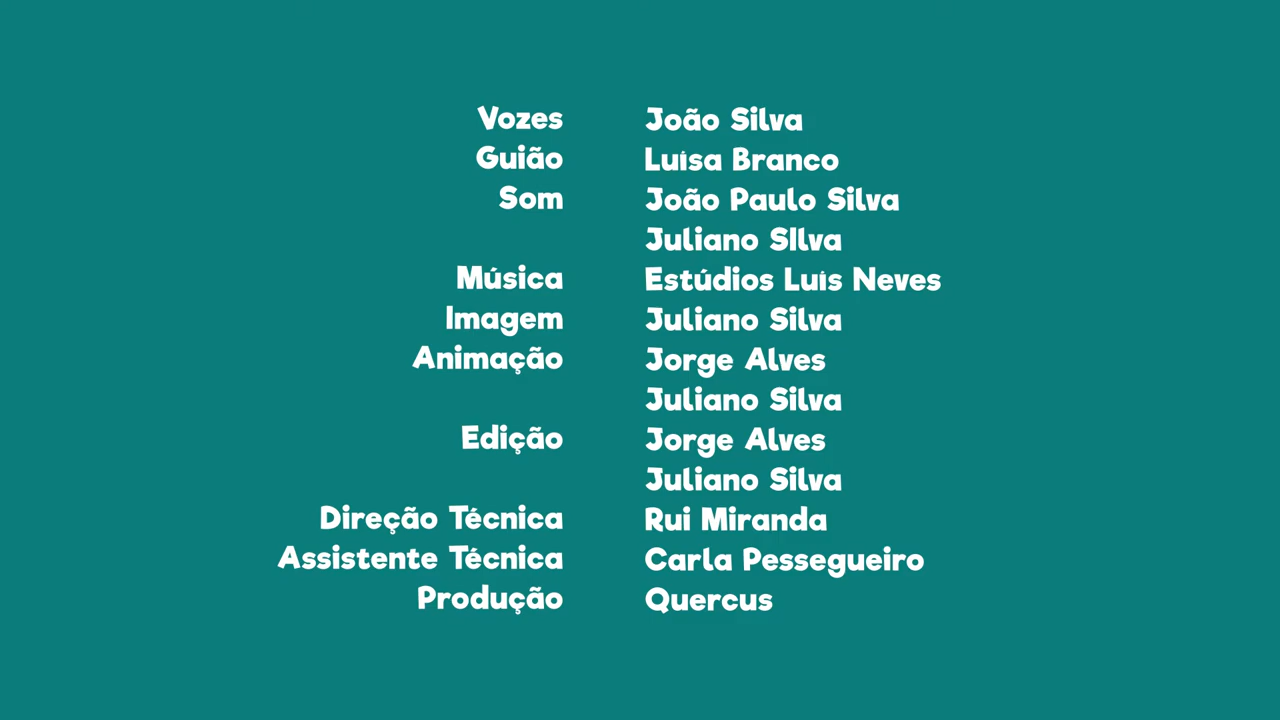 Vozes João Silva
Guião Luísa Branco
Som João Paulo Silva
Juliano SIlva
Música Estúdios Luís Neves
Imagem Juliano Silva
Animação Jorge Alves
Juliano Silva
Edição Jorge Alves
Juliano Silva
Direção Técnica Rui Miranda
Assistente Técnica Carla Pessegueiro
Produção Quercus